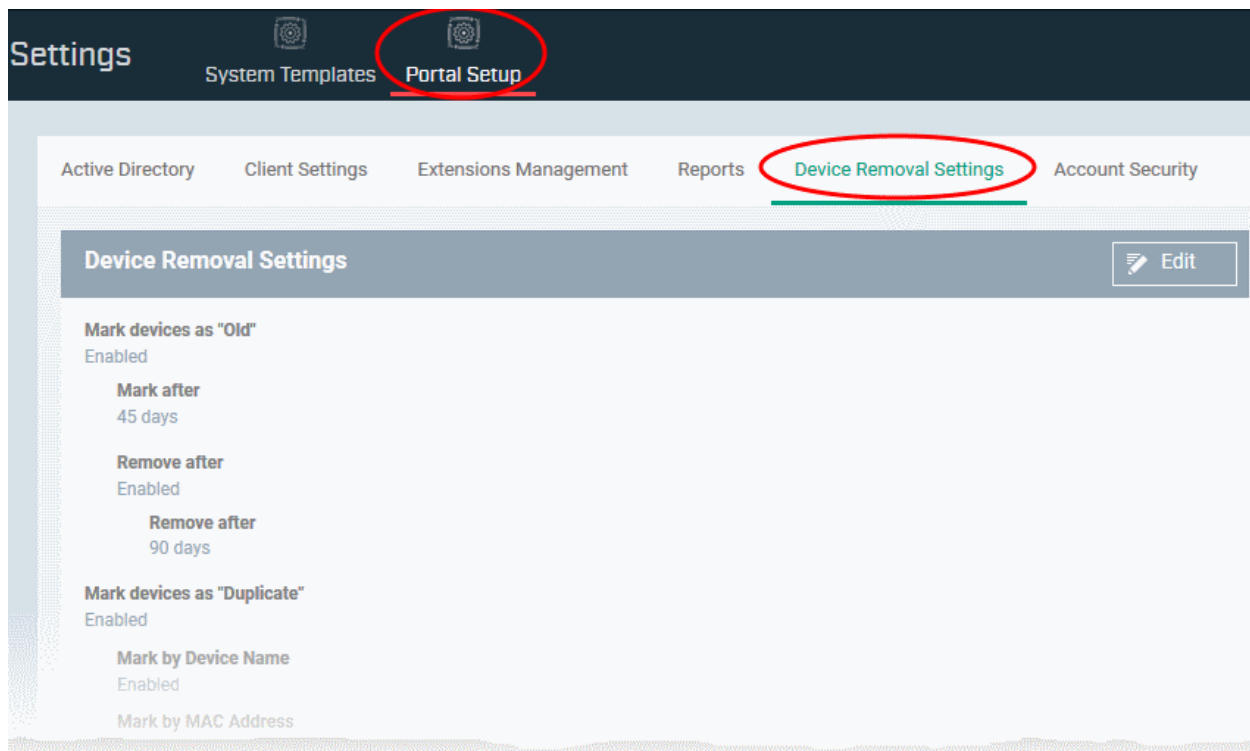 Settings
System Templates
Portal Setup
Active Directory
Client Settings
Extensions Management
Reports
Device Removal Settings
Account Security
Device Removal Settings
Edit
Mark devices as "Old"
Enabled
Mark after
45 days
Remove after
Enabled
Remove after
90 days
Mark devices as "Duplicate"
Enabled
Mark by Device Name
Enabled
Mark by MAC Address